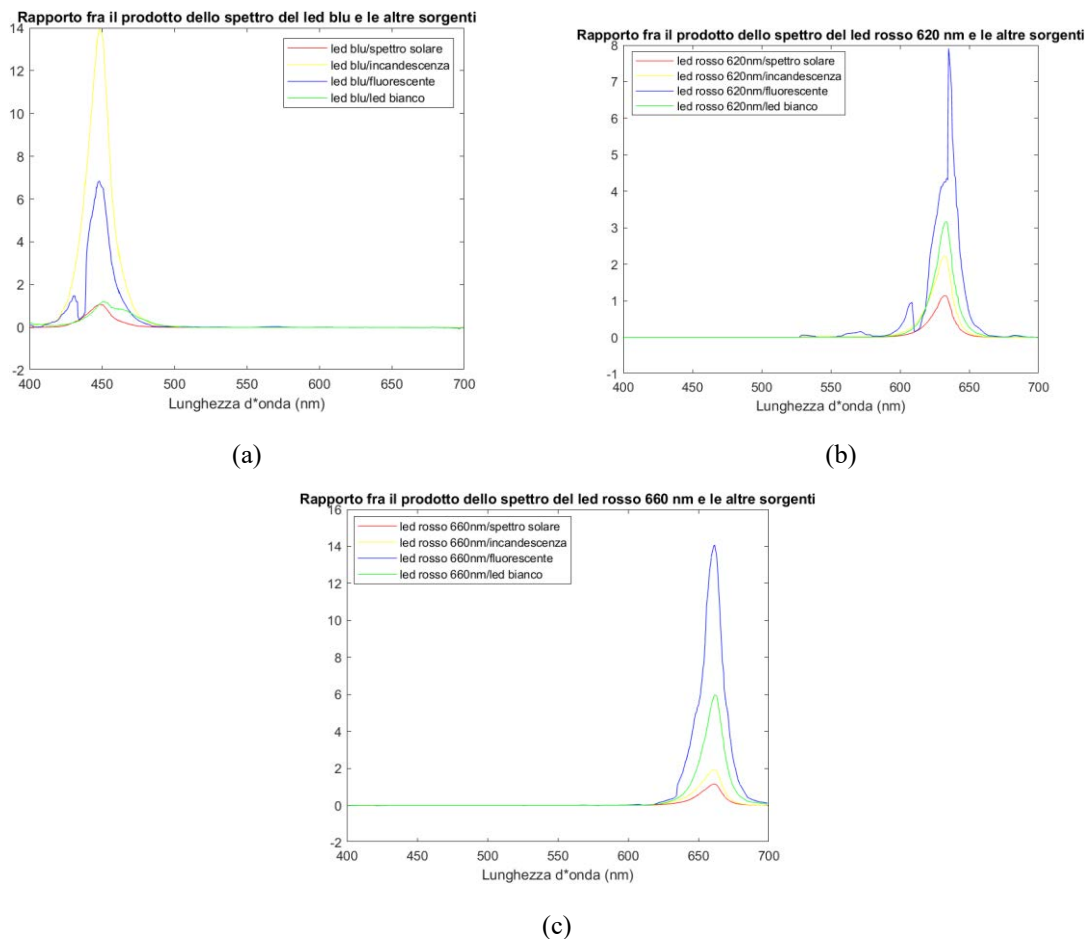 Rapporto fra il prodotto dello spettro del led blu e le altre sorgenti
14
12
10
8
6
4
2
0
-2
led blu/spettro solare
led blu/incandescenza
led blu/fluorescente
led blu/led bianco
400 450 500 550 600 650 700
Lunghezza d*onda (nm)
(a)
Rapporto fra il prodotto dello spettro del led rosso 620 nm e le altre sorgenti
8
7
6
5
4
3
2
1
0
-1
led rosso 620nm/spettro solare
led rosso 620nm/incandescenza
led rosso 620nm/fluorescente
led rosso 620nm/led bianco
400 450 500 550 600 650 700
Lunghezza d*onda (nm)
(b)
Rapporto fra il prodotto dello spettro del led rosso 660 nm e le altre sorgenti
16
14
12
10
8
6
4
2
0
-2
led rosso 660nm/spettro solare
led rosso 660nm/incandescenza
led rosso 660nm/fluorescente
led rosso 660nm/led bianco
400 450 500 550 600 650 700
Lunghezza d*onda (nm)
(c)